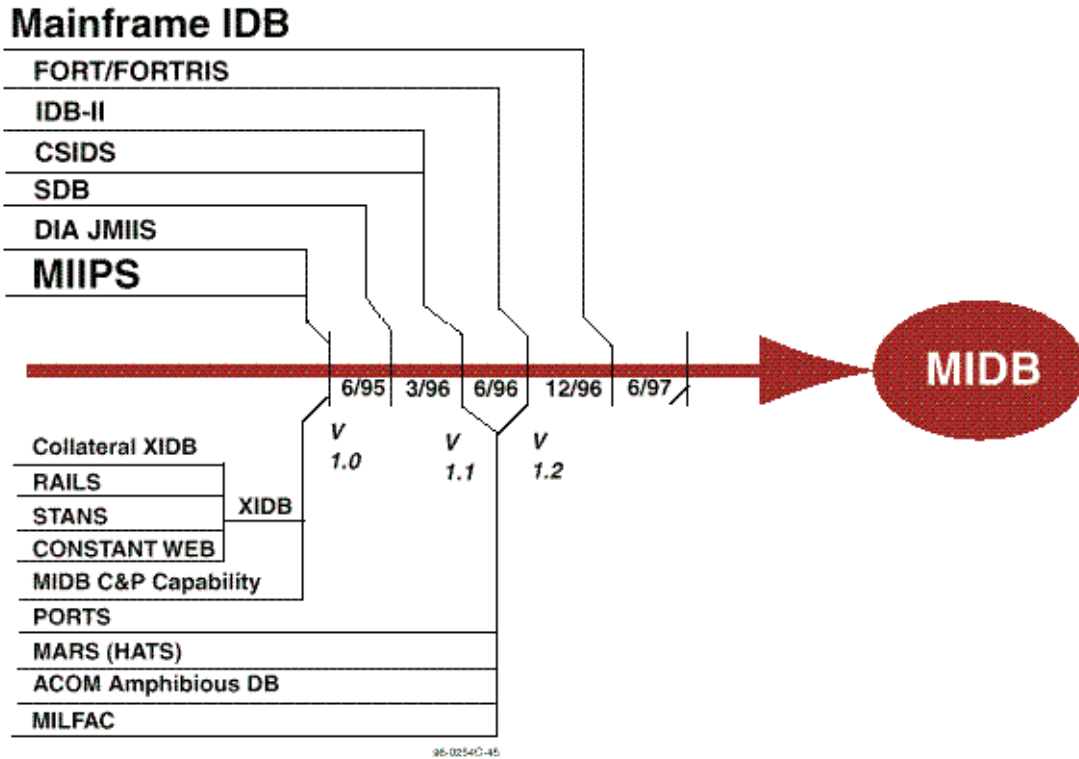 Mainframe IDB
FORT/FORTRIS
IDB-II
CSIDS
SDB
DIA JMIIS
MIIPS
MIDB
6/95
3/96
6/96
12/96
6/97
V
1.0
V
1.1
V
1.2
Collateral XIDB
RAILS
STANS
CONSTANT WEB
XIDB
MIDB C&P Capability
PORTS
MARS (HATS)
ACOM Amphibious DB
MILFAC